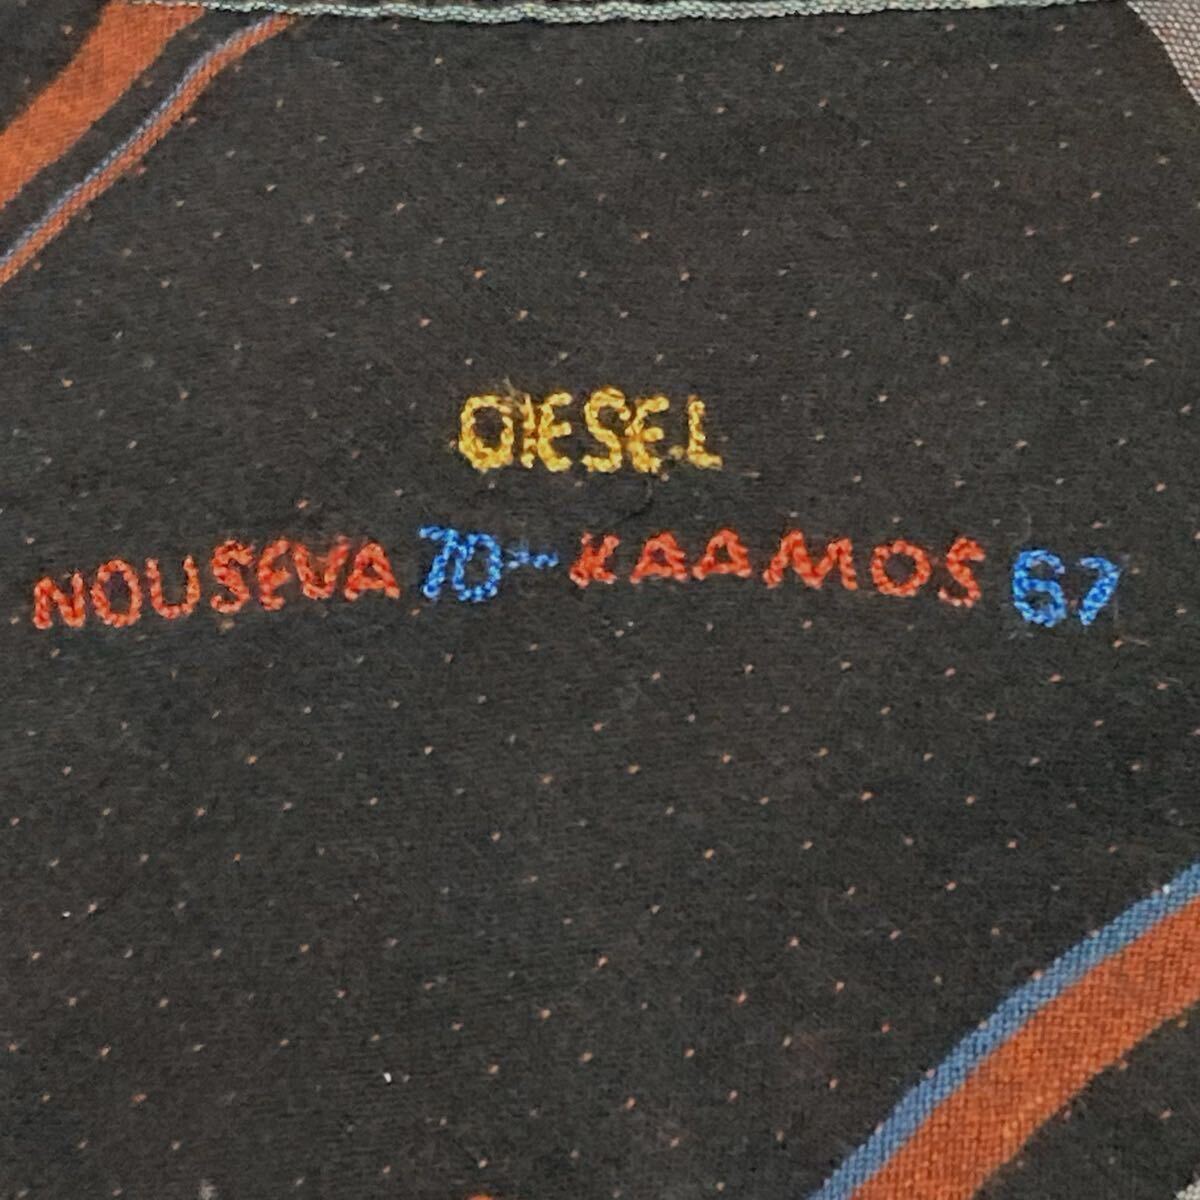 DIESEL
NOUSEVA 70~ KAAMOS 67